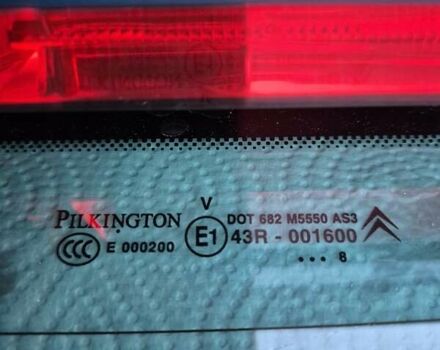 V
PILKINGTON E1 DOT 682 M5550 AS3
CCC E 000200 43R - 001600
... 8